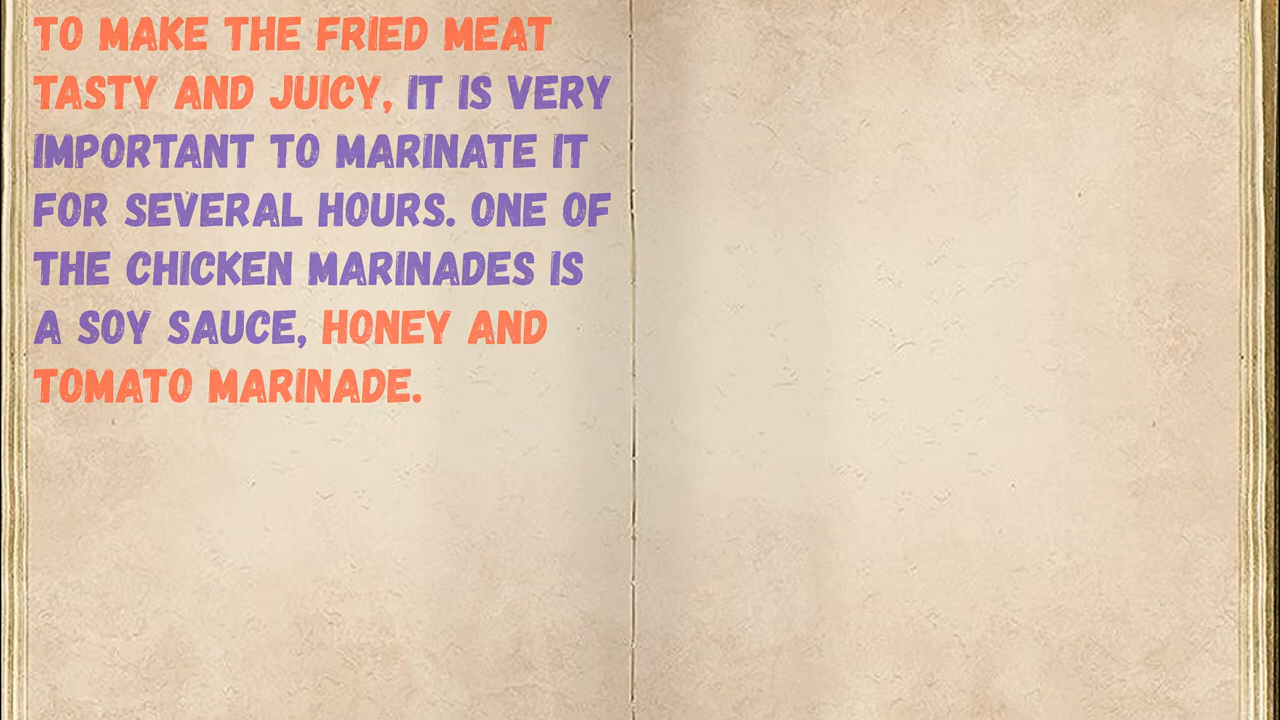 TO MAKE THE FRIED MEAT
TASTY AND JUICY, IT IS VERY
IMPORTANT TO MARINATE IT
FOR SEVERAL HOURS. ONE OF
THE CHICKEN MARINADES IS
A SOY SAUCE, HONEY AND
TOMATO MARINADE.